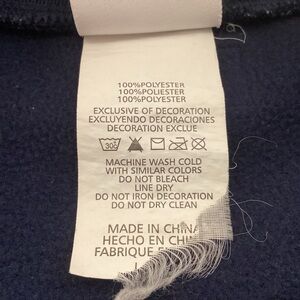 100%POLYESTER
100%POLIESTER
100%POLYESTER
EXCLUSIVE OF DECORATION
EXCLUYENDO DECORACIONES
DECORATION EXCLUE
30°
MACHINE WASH COLD
WITH SIMILAR COLORS
DO NOT BLEACH
LINE DRY
DO NOT IRON DECORATION
DO NOT DRY CLEAN
MADE IN CHINA
HECHO EN CHI
FABRIQUE